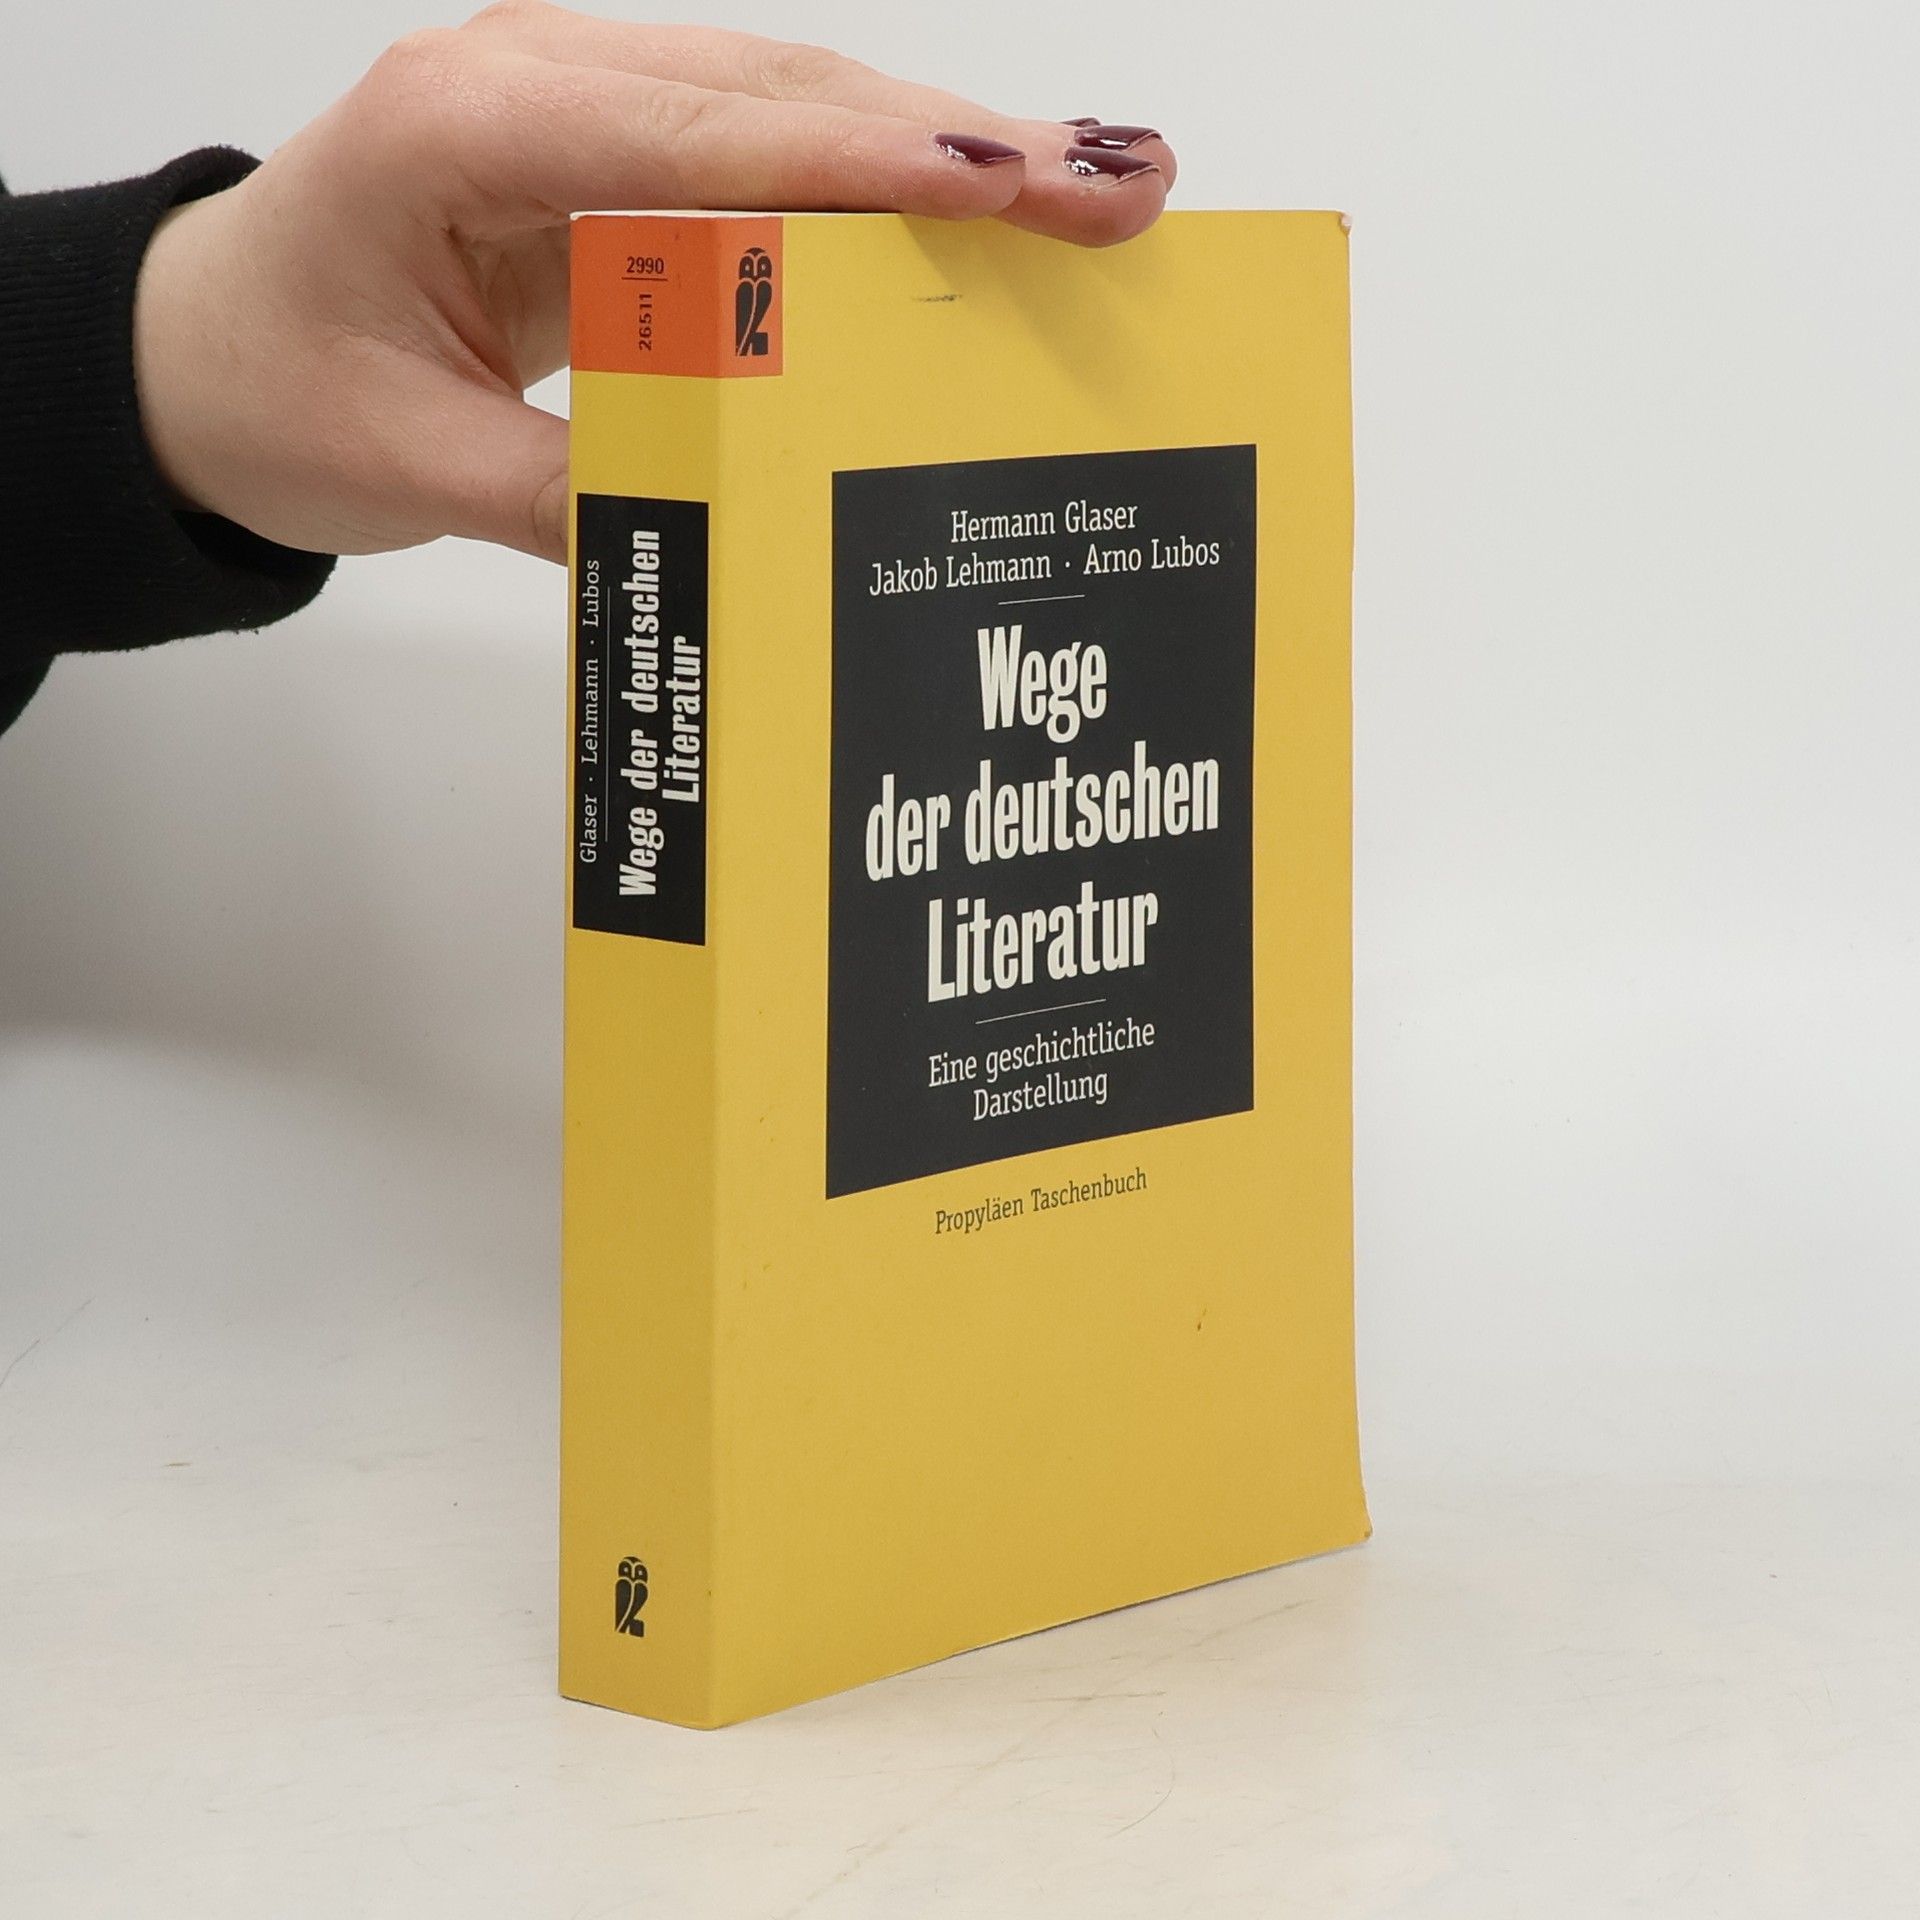 2990
26511
Glaser · Lehmann · Lubos
Wege der deutschen
Literatur
Hermann Glaser
Jakob Lehmann · Arno Lubos
Wege
der deutschen
Literatur
Eine geschichtliche
Darstellung
Propyläen Taschenbuch